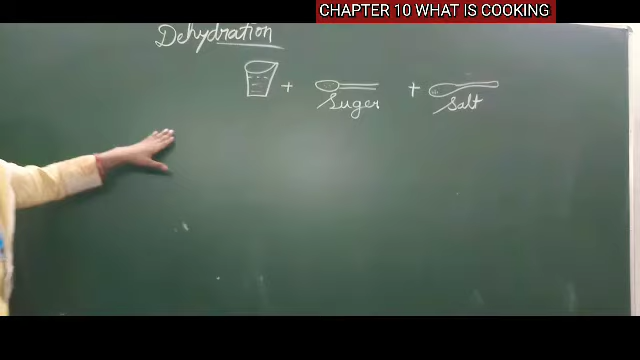 CHAPTER 10 WHAT IS COOKING
Dehydration
+ +
Suger Salt